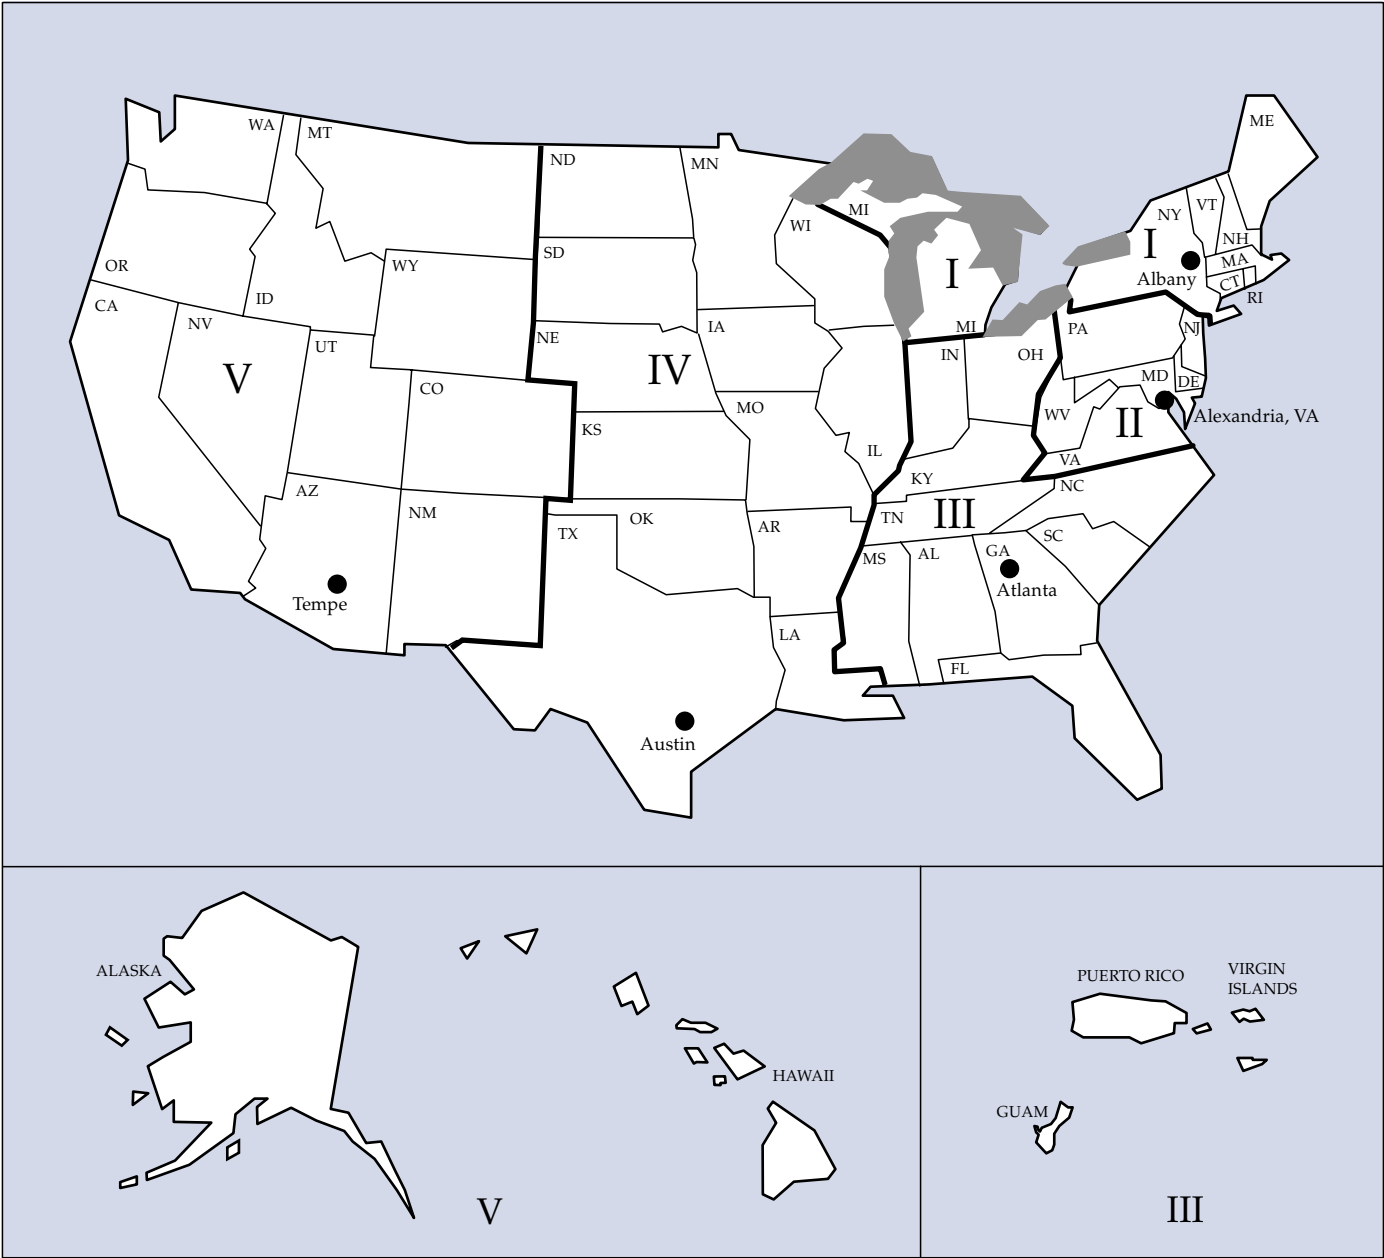 ME
WA
MT
ND
MN
MI
WI
NY
VT
NH
I
Albany
MA
CT
RI
OR
WY
SD
I
CA
ID
NV
UT
NE
IA
MI
PA
NJ
IN
OH
V
IV
CO
MD
DE
MO
WV
II
Alexandria, VA
KS
IL
VA
KY
AZ
NC
NM
OK
TX
AR
TN
III
SC
MS
AL
GA
Atlanta
Tempe
LA
FL
Austin
ALASKA
HAWAII
V
PUERTO RICO
VIRGIN
ISLANDS
GUAM
III